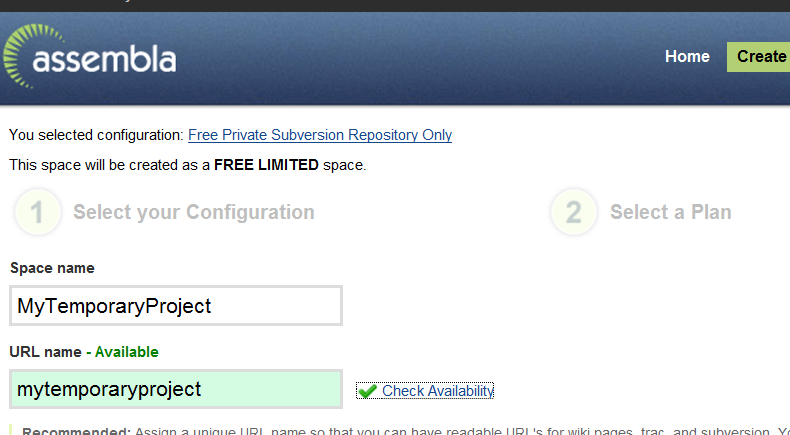 assembla
Home Create
You selected configuration: Free Private Subversion Repository Only
This space will be created as a FREE LIMITED space.
1 Select your Configuration 2 Select a Plan
Space name
MyTemporaryProject
URL name - Available
mytemporaryproject Check Availability
Recommended: Assign a unique URL name so that you can have readable URL's for wiki pages, trac, and subversion.